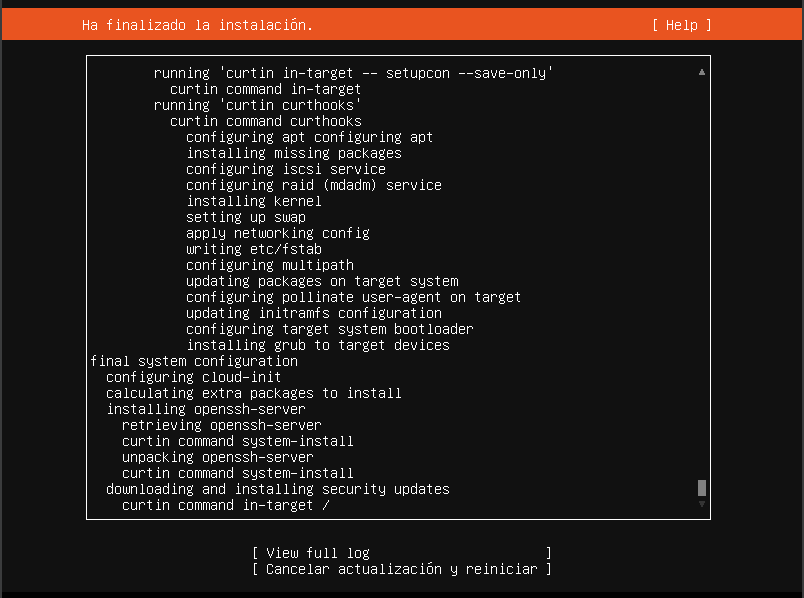 Ha finalizado la instalación.
[ Help ]
running 'curtin in-target -- setupcon --save-only'
curtin command in-target
running 'curtin curthooks'
curtin command curthooks
configuring apt configuring apt
installing missing packages
configuring iscsi service
configuring raid (mdadm) service
installing kernel
setting up swap
apply networking config
writing etc/fstab
configuring multipath
updating packages on target system
configuring pollinate user-agent on target
updating initramfs configuration
configuring target system bootloader
installing grub to target devices
final system configuration
configuring cloud-init
calculating extra packages to install
installing openssh-server
retrieving openssh-server
curtin command system-install
unpacking openssh-server
curtin command system-install
downloading and installing security updates
curtin command in-target /
[ View full log ]
[ Cancelar actualización y reiniciar ]